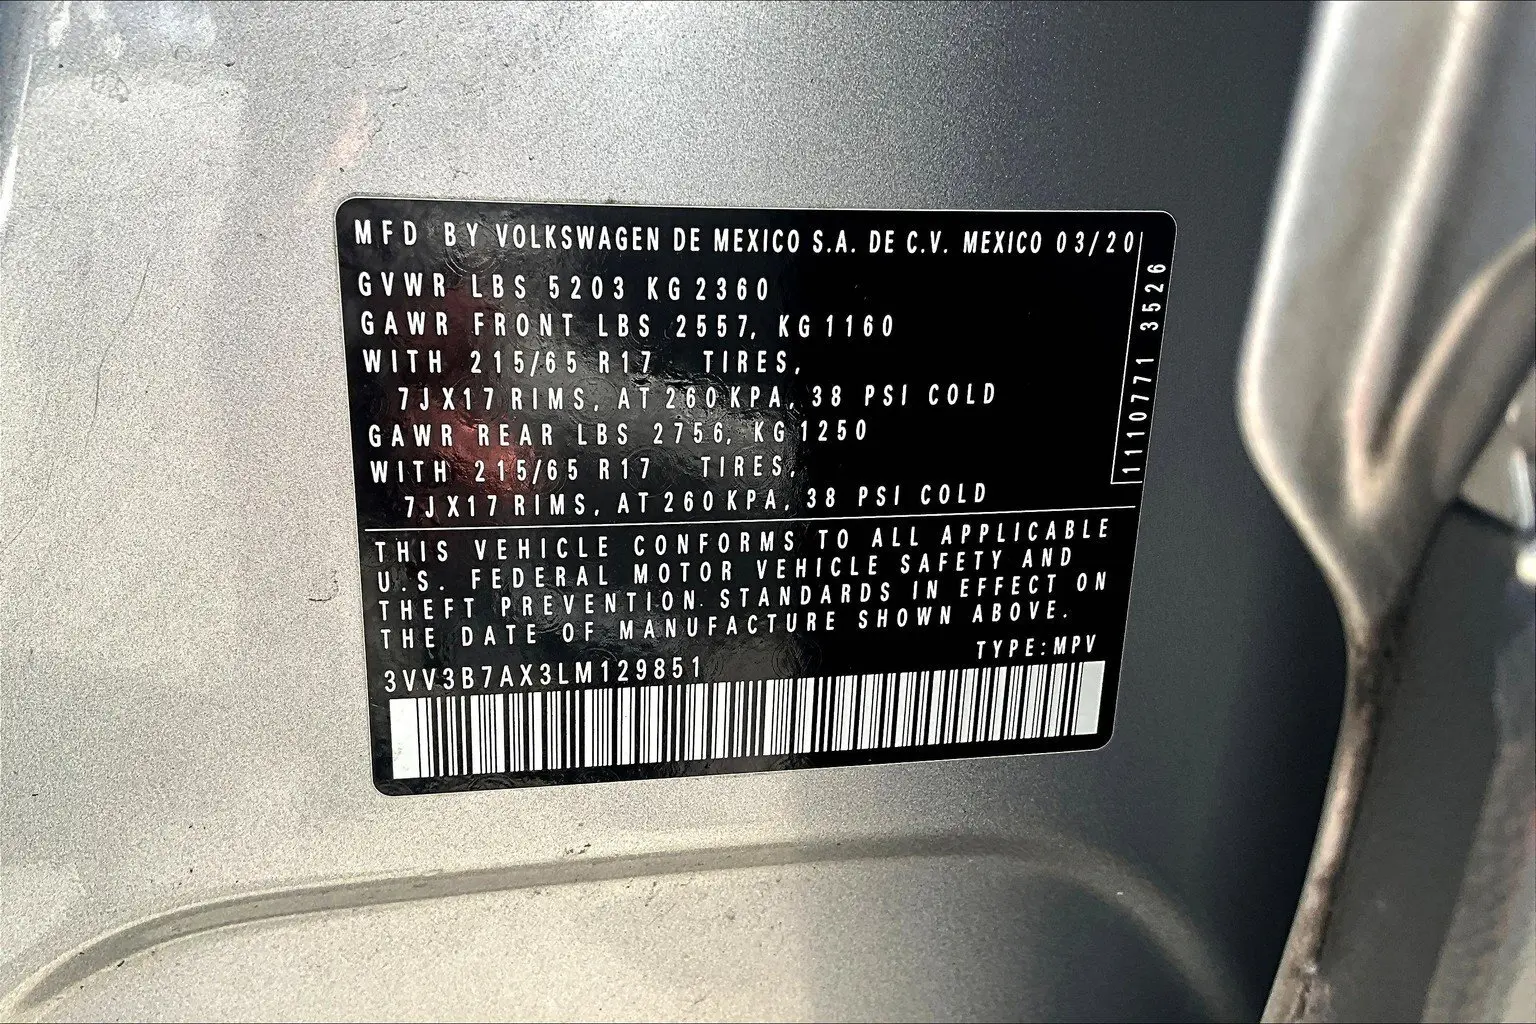 MFD BY VOLKSWAGEN DE MEXICO S.A. DE C.V. MEXICO 03/20
GVWR LBS 5203 KG 2360
GAWR FRONT LBS 2557, KG 1160
WITH 215/65 R17 TIRES,
7JX17 RIMS, AT 260 KPA, 38 PSI COLD
GAWR REAR LBS 2756, KG 1250
WITH 215/65 R17 TIRES,
7JX17 RIMS, AT 260 KPA, 38 PSI COLD
1110771 3526
THIS VEHICLE CONFORMS TO ALL APPLICABLE
U.S. FEDERAL MOTOR VEHICLE SAFETY AND
THEFT PREVENTION STANDARDS IN EFFECT ON
THE DATE OF MANUFACTURE SHOWN ABOVE.
TYPE: MPV
3VV3B7AX3LM129851